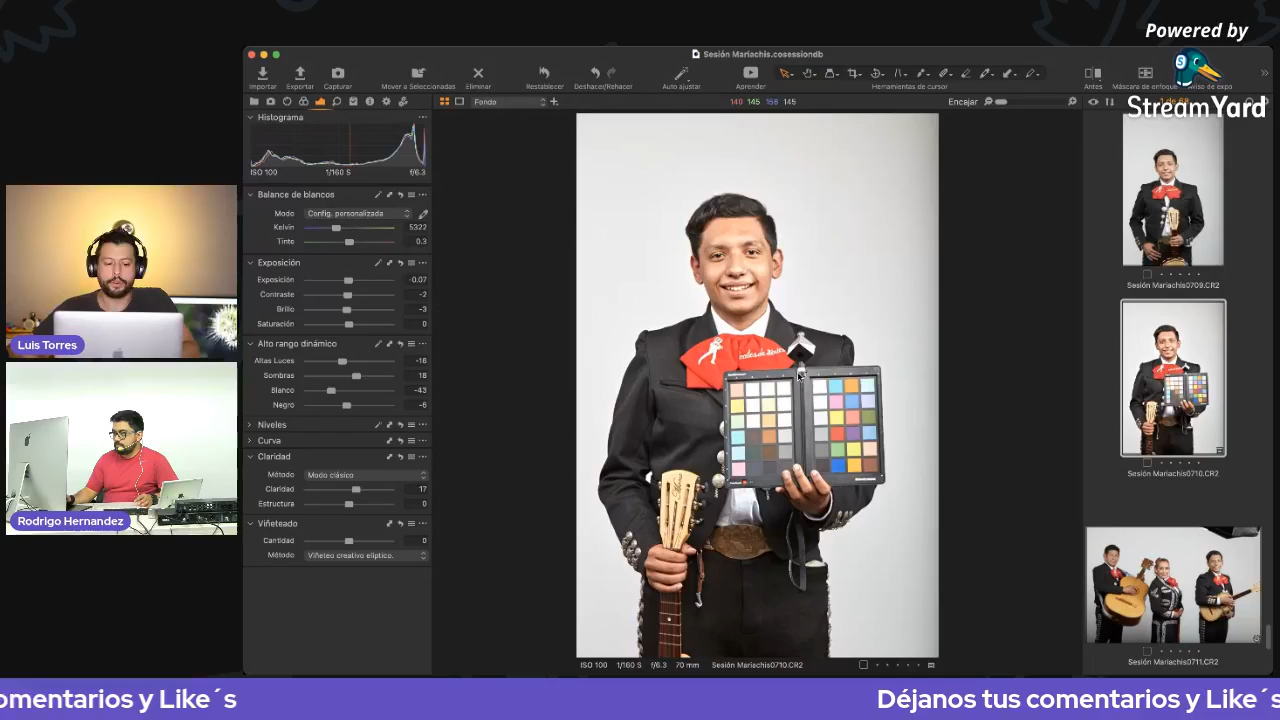 Powered by
StreamYard
Sesión Mariachis.cosessiondb
Importar
Exportar
Capturar
Mover a Seleccionadas
Eliminar
Restablecer
Deshacer/Rehacer
Auto ajustar
Aprender
Herramientas de cursor
Antes
Máscara de enfoque
Aviso de expo
Fondo
140 145 158 145
Encajar
Histograma
ISO 100
1/160 S
f/6.3
Balance de blancos
Modo
Config. personalizada
Kelvin
5322
Tinte
0.3
Exposición
Exposición
-0.07
Contraste
-2
Brillo
-3
Saturación
0
Alto rango dinámico
Altas Luces
-16
Sombras
18
Blanco
-43
Negro
-6
Niveles
Curva
Claridad
Método
Modo clásico
Claridad
17
Estructura
0
Viñeteado
Cantidad
0
Método
Viñeteo creativo elíptico.
ISO 100
1/160 S
f/6.3
70 mm
Sesión Mariachis0710.CR2
Sesión Mariachis0709.CR2
Sesión Mariachis0710.CR2
Sesión Mariachis0711.CR2
Luis Torres
Rodrigo Hernandez
omentarios y Like´s
Déjanos tus comentarios y Like´s